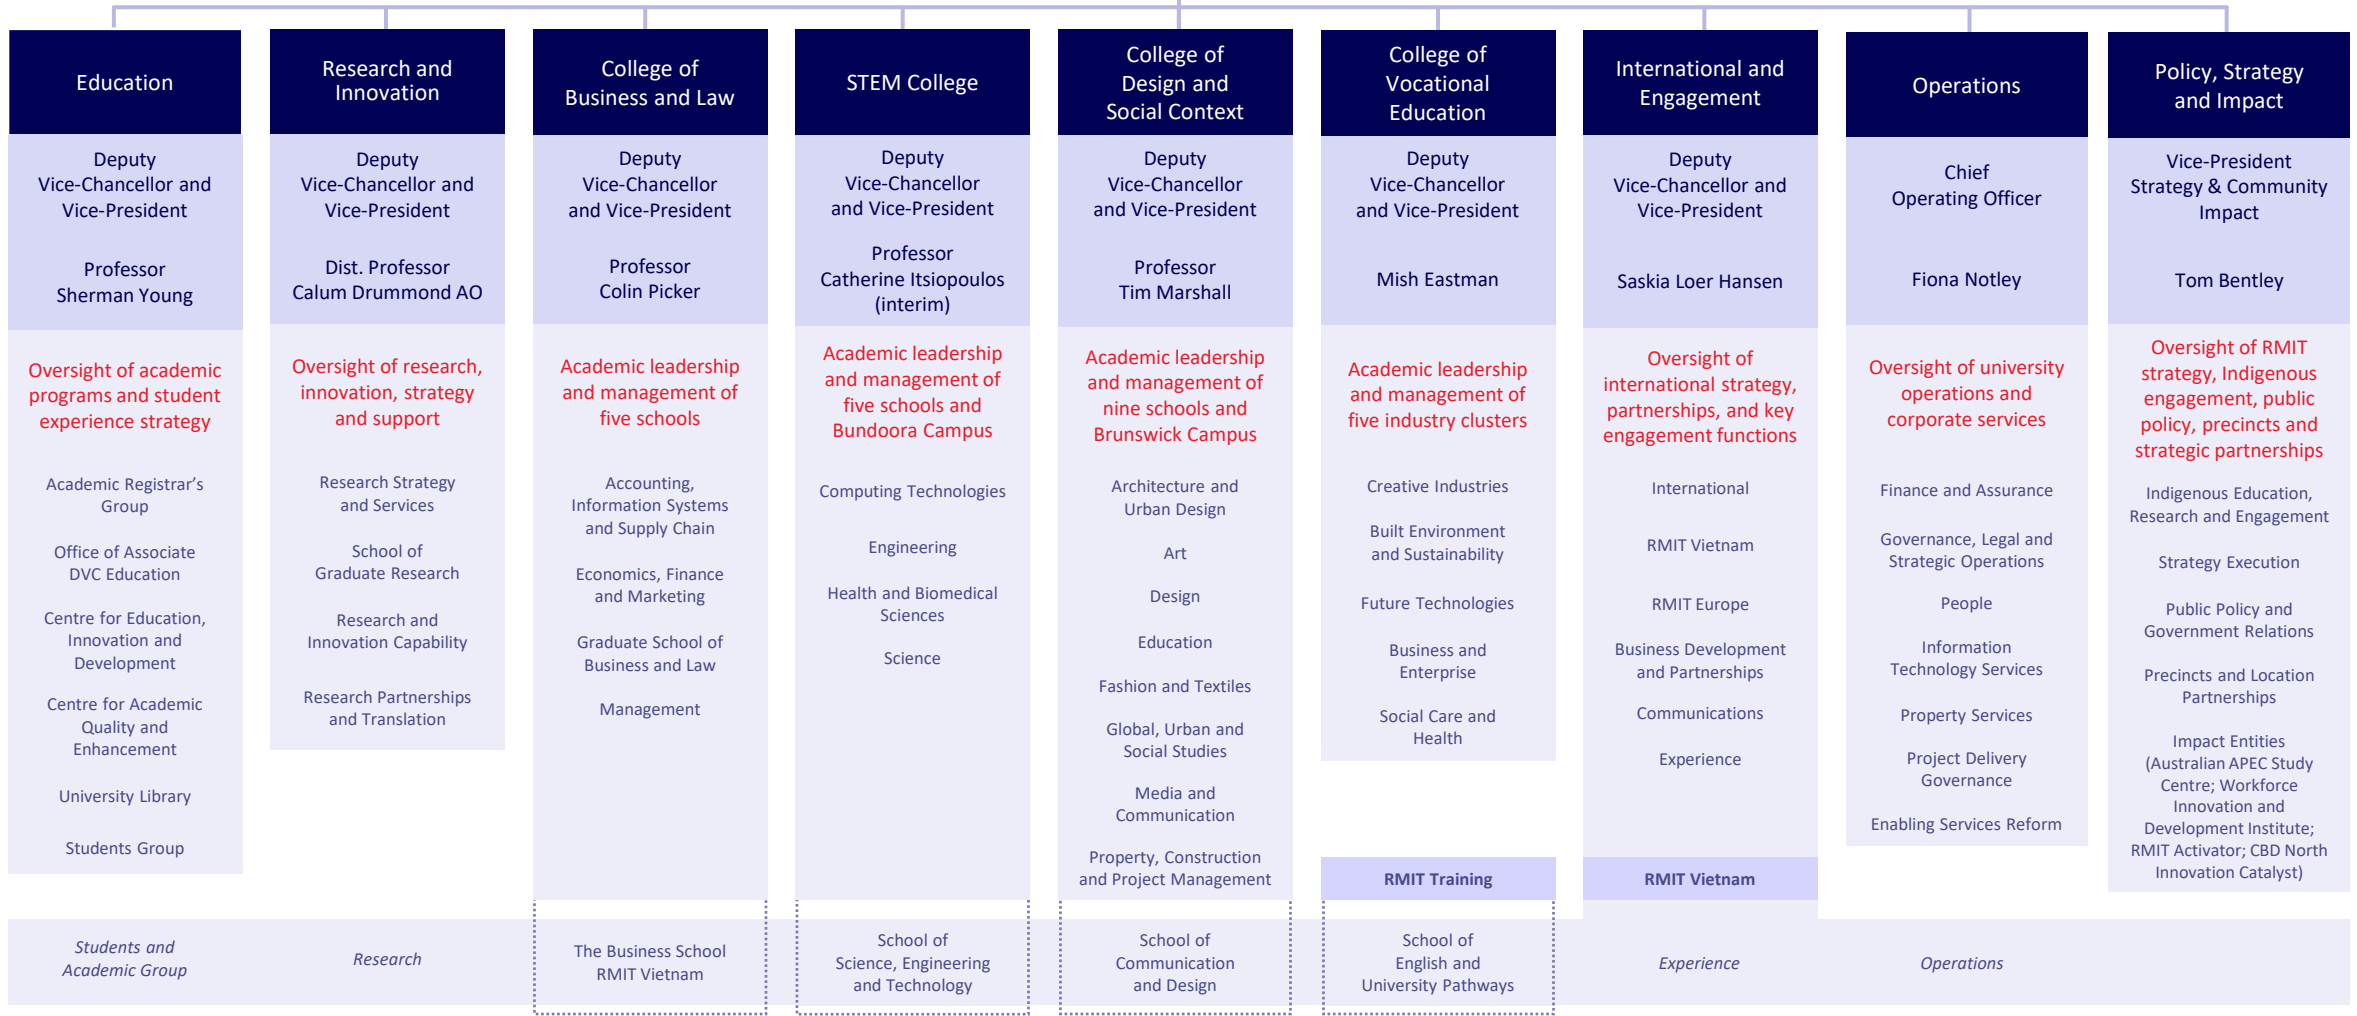 Education
Deputy
Vice-Chancellor and
Vice-President
Professor
Sherman Young
Oversight of academic
programs and student
experience strategy
Academic Registrar's
Group
Office of Associate
DVC Education
Centre for Education,
Innovation and
Development
Centre for Academic
Quality and
Enhancement
University Library
Students Group
Students and
Academic Group
Research and
Innovation
Deputy
Vice-Chancellor and
Vice-President
Dist. Professor
Calum Drummond AO
Oversight of research,
innovation, strategy
and support
Research Strategy
and Services
School of
Graduate Research
Research and
Innovation Capability
Research Partnerships
and Translation
Research
College of
Business and Law
Deputy
Vice-Chancellor
and Vice-President
Professor
Colin Picker
Academic leadership
and management of
five schools
Accounting,
Information Systems
and Supply Chain
Economics, Finance
and Marketing
Graduate School of
Business and Law
Management
The Business School
RMIT Vietnam
STEM College
Deputy
Vice-Chancellor
and Vice-President
Professor
Catherine Itsiopoulos
(interim)
Academic leadership
and management of
five schools and
Bundoora Campus
Computing Technologies
Engineering
Health and Biomedical
Sciences
Science
School of
Science, Engineering
and Technology
College of
Design and
Social Context
Deputy
Vice-Chancellor
and Vice-President
Professor
Tim Marshall
Academic leadership
and management of
nine schools and
Brunswick Campus
Architecture and
Urban Design
Art
Design
Education
Fashion and Textiles
Global, Urban and
Social Studies
Media and
Communication
Property, Construction
and Project Management
School of
Communication
and Design
College of
Vocational
Education
Deputy
Vice-Chancellor
and Vice-President
Mish Eastman
Academic leadership
and management of
five industry clusters
Creative Industries
Built Environment
and Sustainability
Future Technologies
Business and
Enterprise
Social Care and
Health
RMIT Training
School of
English and
University Pathways
International and
Engagement
Deputy
Vice-Chancellor and
Vice-President
Saskia Loer Hansen
Oversight of
international strategy,
partnerships, and key
engagement functions
International
RMIT Vietnam
RMIT Europe
Business Development
and Partnerships
Communications
Experience
RMIT Vietnam
Experience
Operations
Chief
Operating Officer
Fiona Notley
Oversight of university
operations and
corporate services
Finance and Assurance
Governance, Legal and
Strategic Operations
People
Information
Technology Services
Property Services
Project Delivery
Governance
Enabling Services Reform
Operations
Policy, Strategy
and Impact
Vice-President
Strategy & Community
Impact
Tom Bentley
Oversight of RMIT
strategy, Indigenous
engagement, public
policy, precincts and
strategic partnerships
Indigenous Education,
Research and Engagement
Strategy Execution
Public Policy and
Government Relations
Precincts and Location
Partnerships
Impact Entities
(Australian APEC Study
Centre; Workforce
Innovation and
Development Institute;
RMIT Activator; CBD North
Innovation Catalyst)